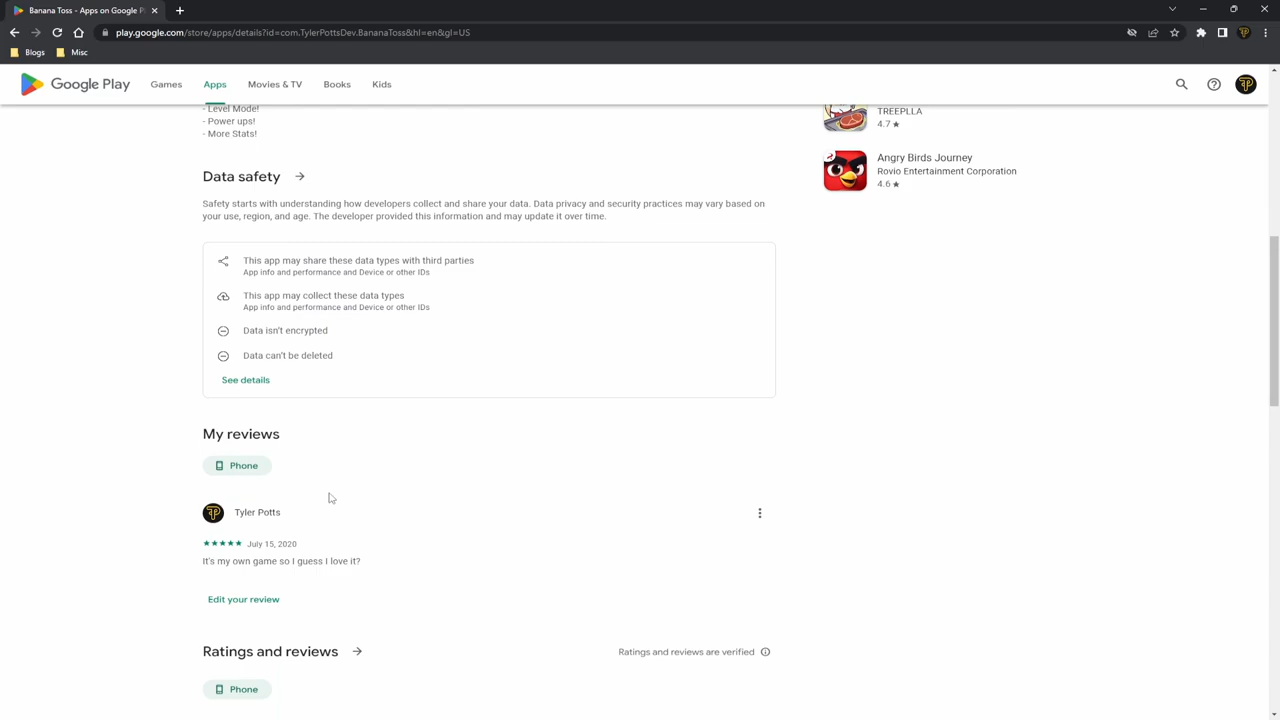 Banana Toss - Apps on Google P
play.google.com/store/apps/details?id=com.TylerPottsDev.BananaToss&hl=en&gl=US
Blogs
Misc
Google Play
Games
Apps
Movies & TV
Books
Kids
- Level Mode!
- Power ups!
- More Stats!
TREEPLLA
4.7 ★
Angry Birds Journey
Rovio Entertainment Corporation
4.6 ★
Data safety
Safety starts with understanding how developers collect and share your data. Data privacy and security practices may vary based on
your use, region, and age. The developer provided this information and may update it over time.
This app may share these data types with third parties
App info and performance and Device or other IDs
This app may collect these data types
App info and performance and Device or other IDs
Data isn't encrypted
Data can't be deleted
See details
My reviews
Phone
Tyler Potts
July 15, 2020
It's my own game so I guess I love it?
Edit your review
Ratings and reviews
Ratings and reviews are verified
Phone